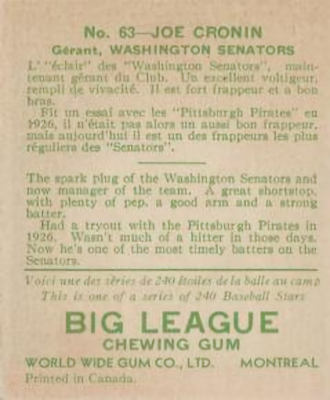 No. 63—JOE CRONIN
Gérant, WASHINGTON SENATORS
L' "éclair" des "Washington Senators", main-
tenant gérant du Club. Un excellent voltigeur,
rempli de vivacité. Il est fort frappeur et a bon
bras.
Fit un essai avec les "Pittsburgh Pirates" en
1926, il n'était pas alors un aussi bon frappeur,
mais aujourd'hui il est un des frappeurs les plus
réguliers des "Senators".
The spark plug of the Washington Senators and
now manager of the team. A great shortstop,
with plenty of pep, a good arm and a strong
batter.
Had a tryout with the Pittsburgh Pirates in
1926. Wasn't much of a hitter in those days.
Now he's one of the most timely batters on the
Senators.
Voici une des séries de 240 étoiles de la balle au camp
This is one of a series of 240 Baseball Stars
BIG LEAGUE
CHEWING GUM
WORLD WIDE GUM CO., LTD. MONTREAL
Printed in Canada.